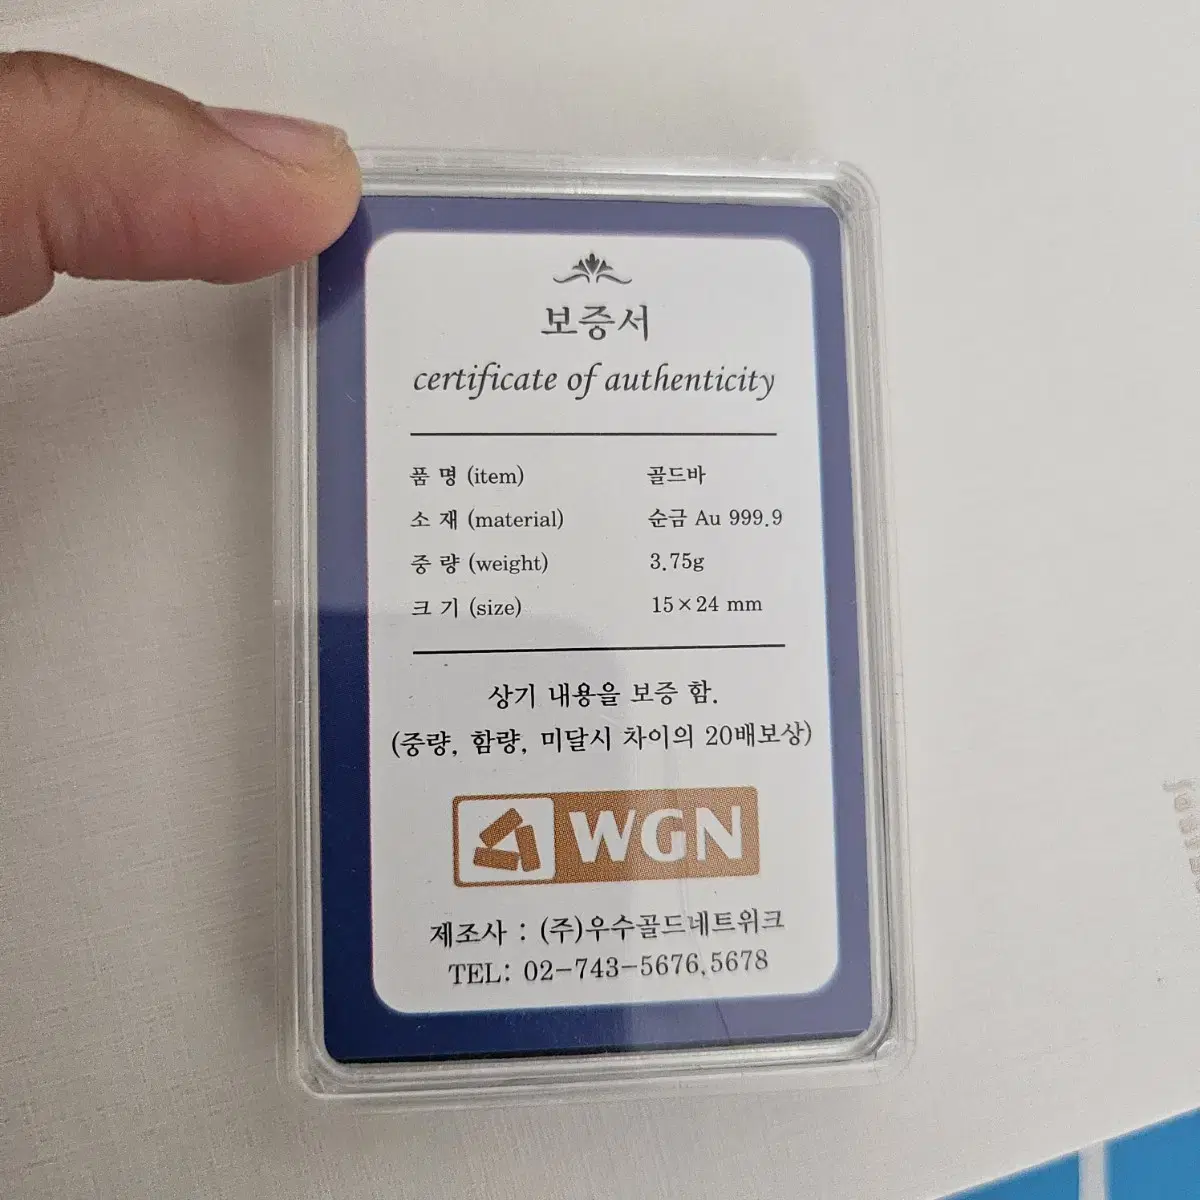 보증서
certificate of authenticity
품 명 (item) 골드바
소 재 (material) 순금 Au 999.9
중 량 (weight) 3.75g
크 기 (size) 15×24 mm
상기 내용을 보증 함.
(중량, 함량, 미달시 차이의 20배보상)
WGN
제조사 : (주)우수골드네트위크
TEL: 02-743-5676,5678